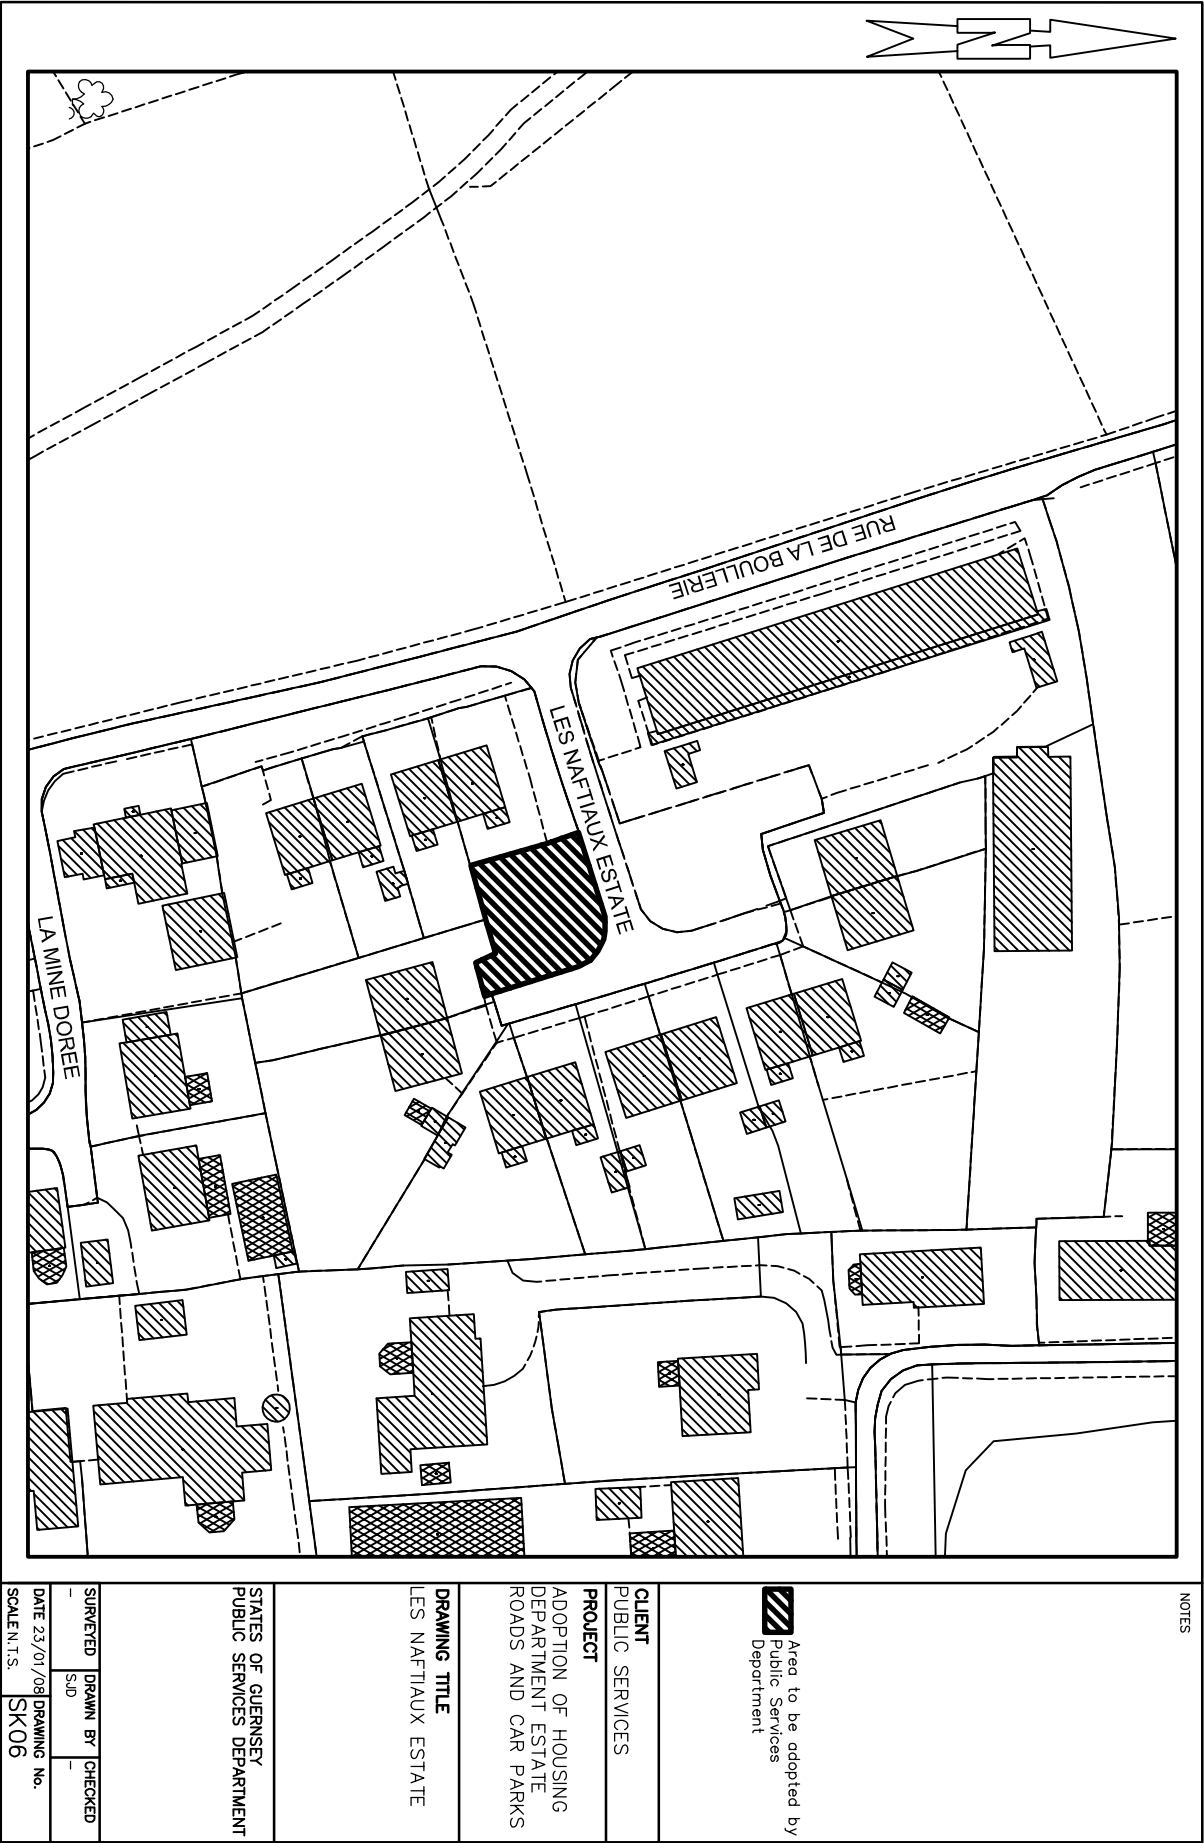 N
RUE DE LA BOULLERIE
LES NAFTIAUX ESTATE
LA MINE DOREE
NOTES
Area to be adopted by
Public Services
Department
CLIENT
PUBLIC SERVICES
PROJECT
ADOPTION OF HOUSING
DEPARTMENT ESTATE
ROADS AND CAR PARKS
DRAWING TITLE
LES NAFTIAUX ESTATE
STATES OF GUERNSEY
PUBLIC SERVICES DEPARTMENT
SURVEYED DRAWN BY CHECKED
- SJD -
DATE 23/01/08 DRAWING No.
SCALE N.T.S. SK06